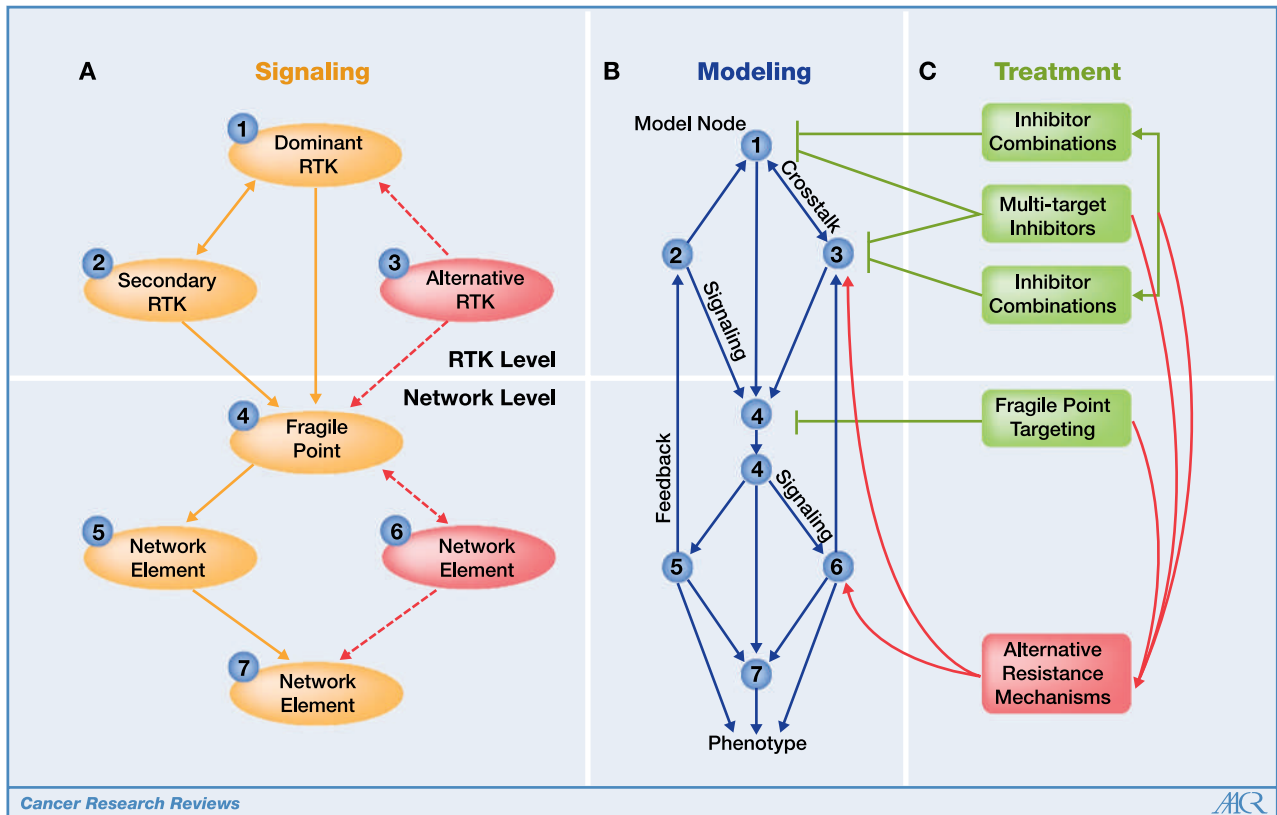 A
Signaling
1
Dominant
RTK
2
Secondary
RTK
3
Alternative
RTK
RTK Level
Network Level
4
Fragile
Point
5
Network
Element
6
Network
Element
7
Network
Element
B
Modeling
Model Node
1
Crosstalk
2
3
Signaling
4
4
Feedback
Signaling
5
6
7
Phenotype
C
Treatment
Inhibitor
Combinations
Multi-target
Inhibitors
Inhibitor
Combinations
Fragile Point
Targeting
Alternative
Resistance
Mechanisms
Cancer Research Reviews
AACR